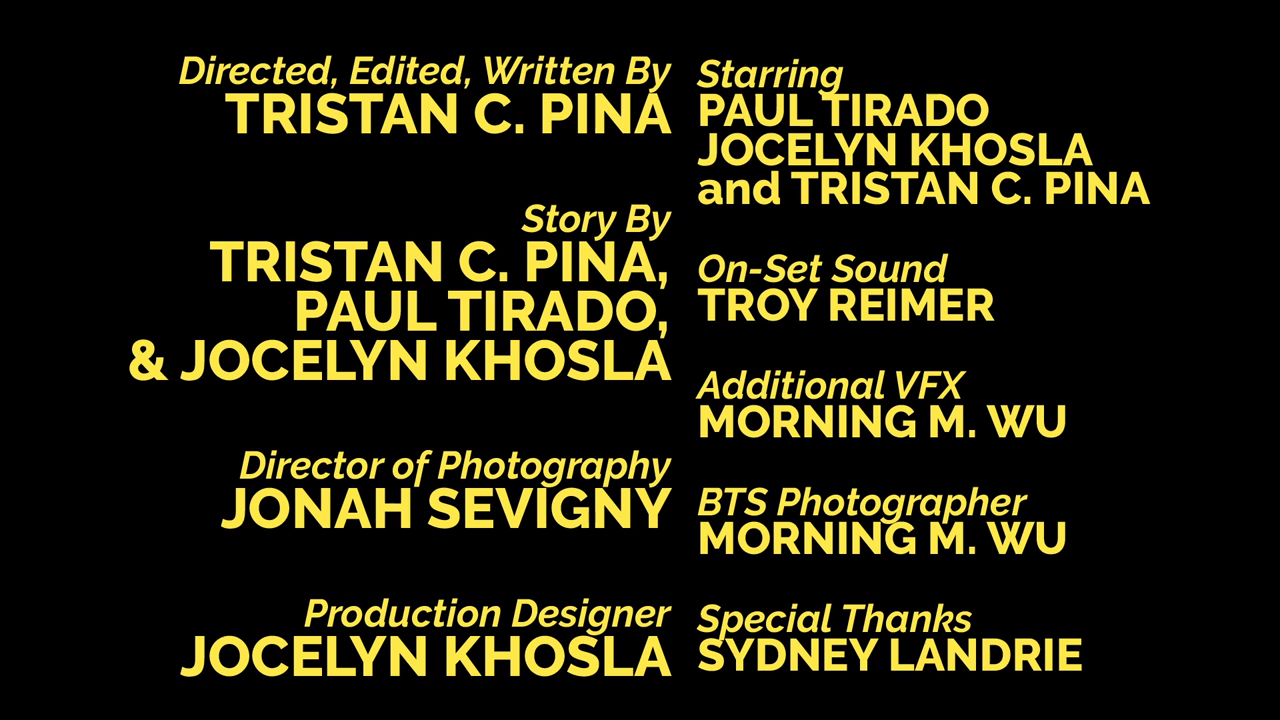 Directed, Edited, Written By
TRISTAN C. PINA
Story By
TRISTAN C. PINA,
PAUL TIRADO,
& JOCELYN KHOSLA
Director of Photography
JONAH SEVIGNY
Production Designer
JOCELYN KHOSLA
Starring
PAUL TIRADO
JOCELYN KHOSLA
and TRISTAN C. PINA
On-Set Sound
TROY REIMER
Additional VFX
MORNING M. WU
BTS Photographer
MORNING M. WU
Special Thanks
SYDNEY LANDRIE